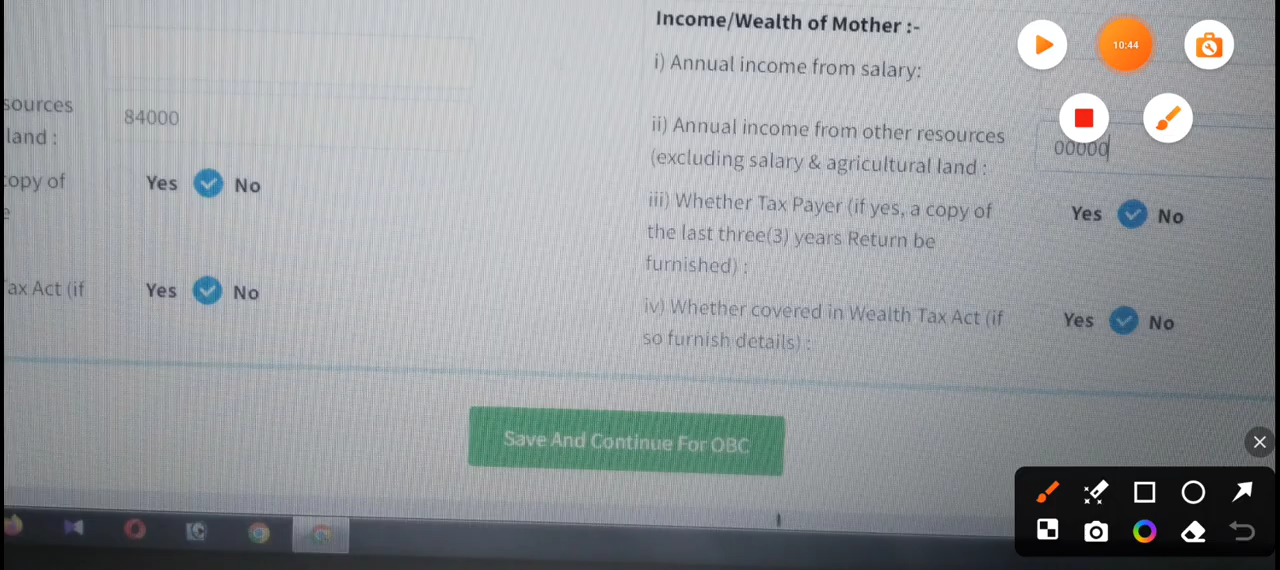 Income/Wealth of Mother :-
i) Annual income from salary:
10:44
sources
land :
84000
ii) Annual income from other resources
(excluding salary & agricultural land :
00000
copy of
Yes No
iii) Whether Tax Payer (if yes, a copy of
the last three(3) years Return be
furnished) :
Yes No
Tax Act (if
Yes No
iv) Whether covered in Wealth Tax Act (if
so furnish details) :
Yes No
Save And Continue For OBC